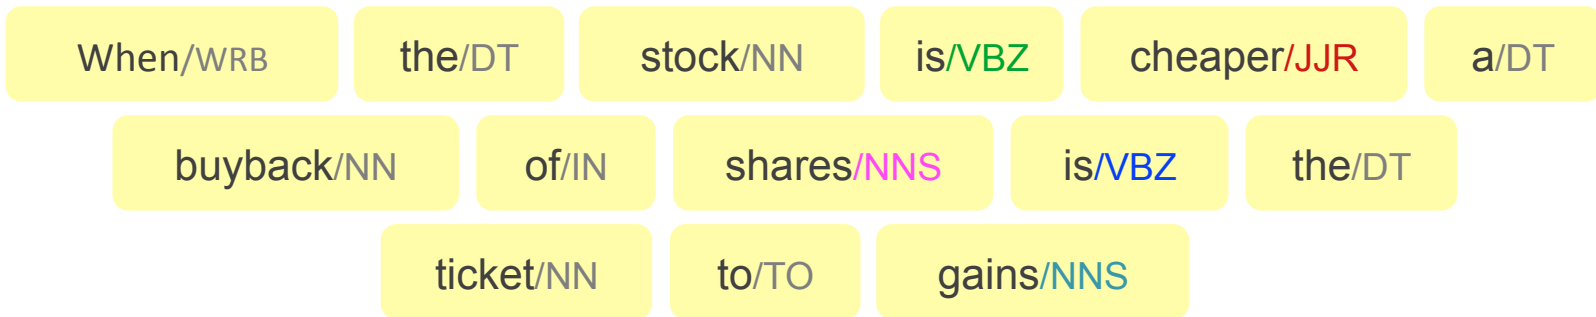 When/WRB the/DT stock/NN is/VBZ cheaper/JJR a/DT
buyback/NN of/IN shares/NNS is/VBZ the/DT
ticket/NN to/TO gains/NNS